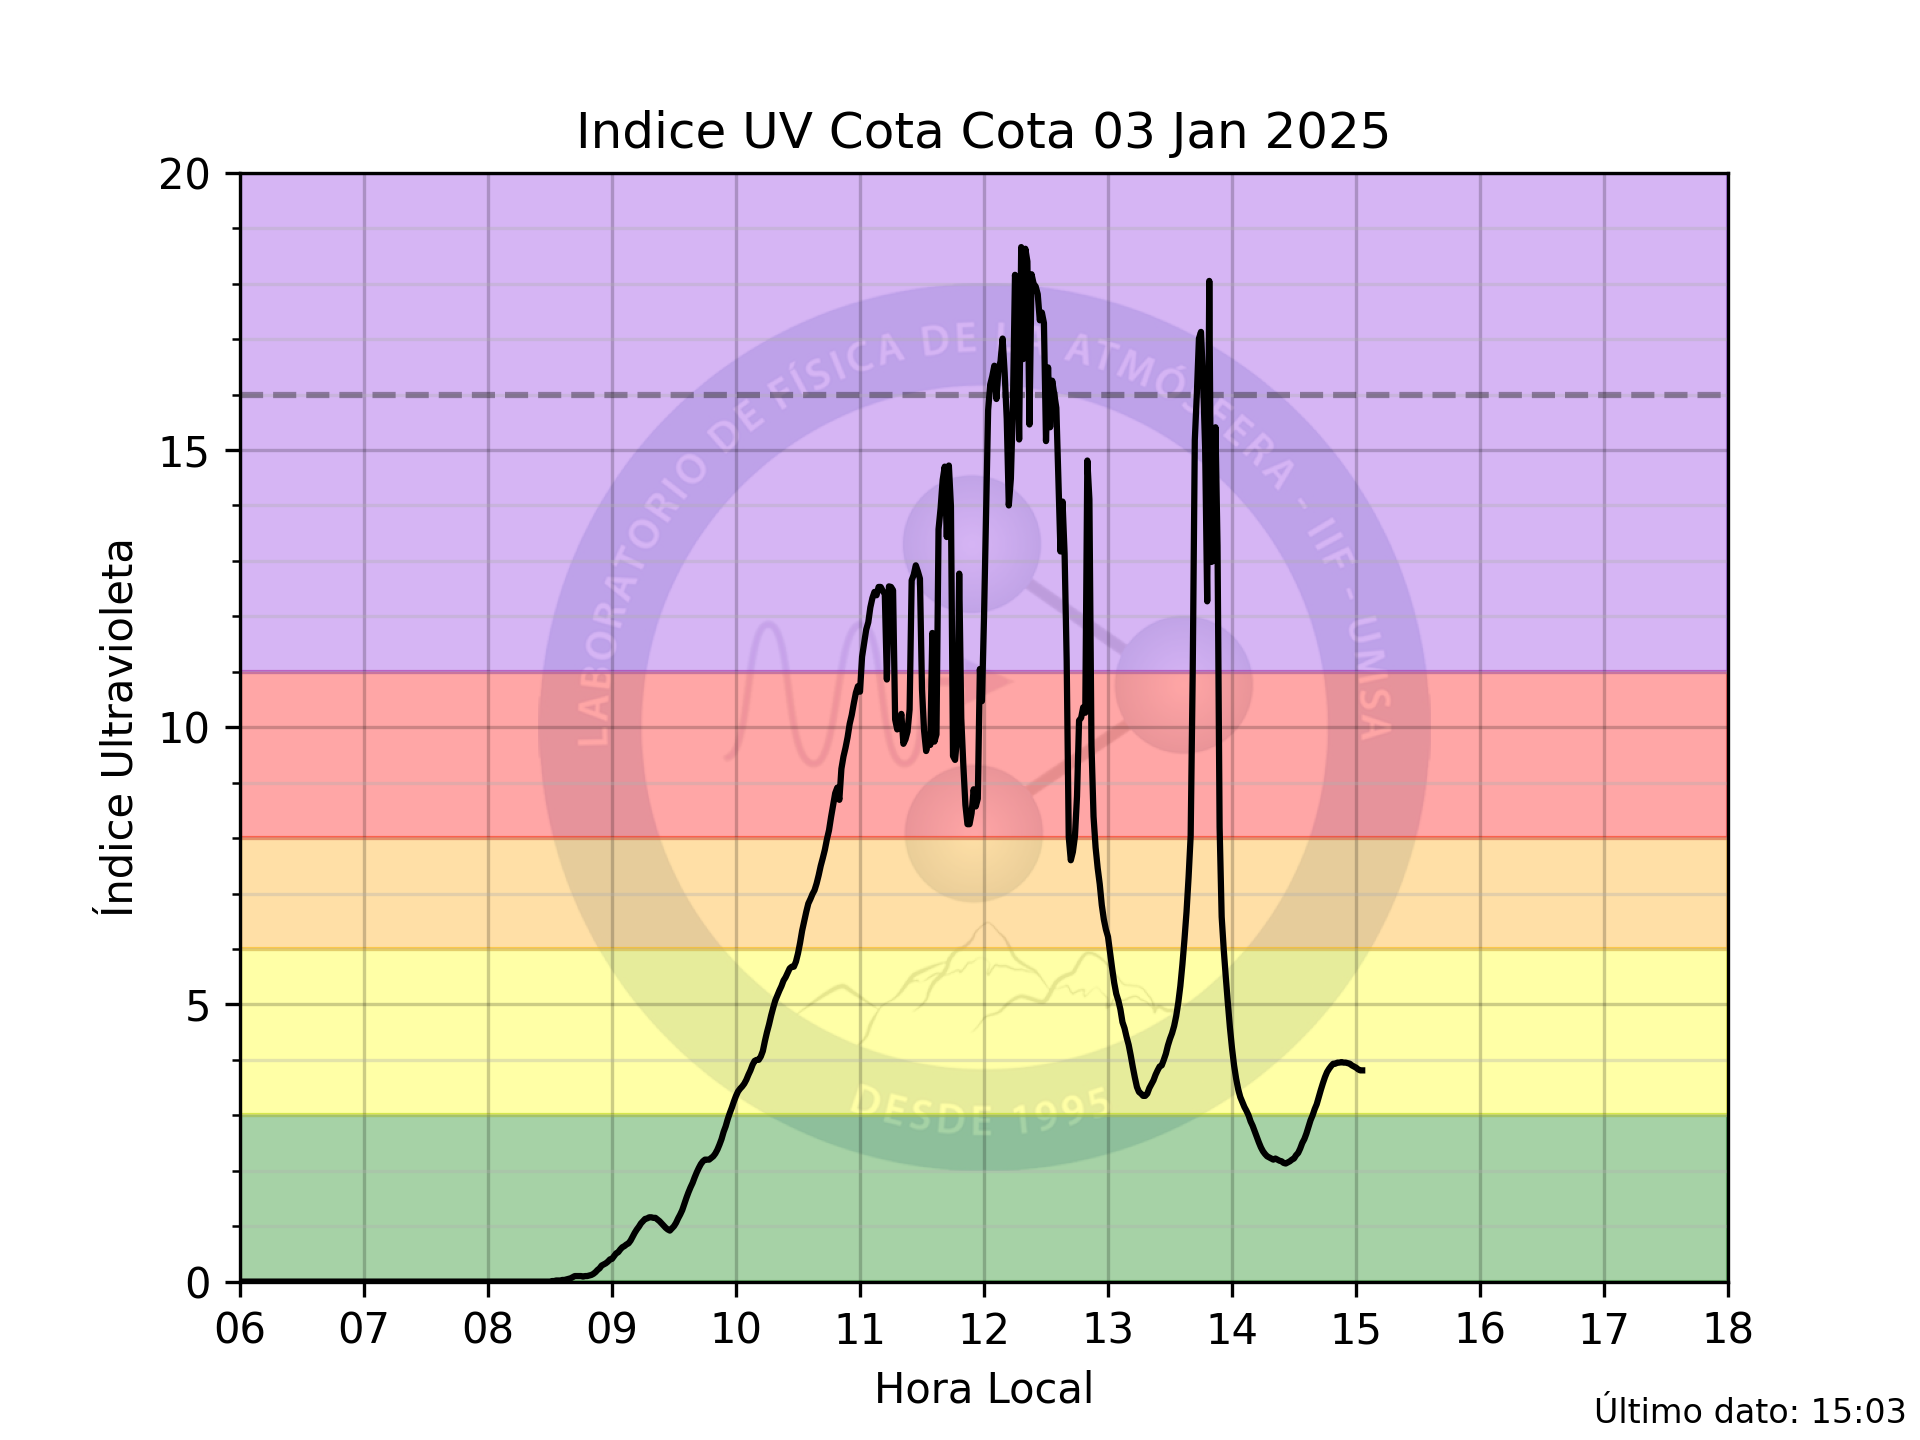 Indice UV Cota Cota 03 Jan 2025
20
15
10
5
0
Índice Ultravioleta
LABORATORIO DE FÍSICA DE LA ATMÓSFERA - IIF - UMSA
DESDE 1995
06 07 08 09 10 11 12 13 14 15 16 17 18
Hora Local
Último dato: 15:03